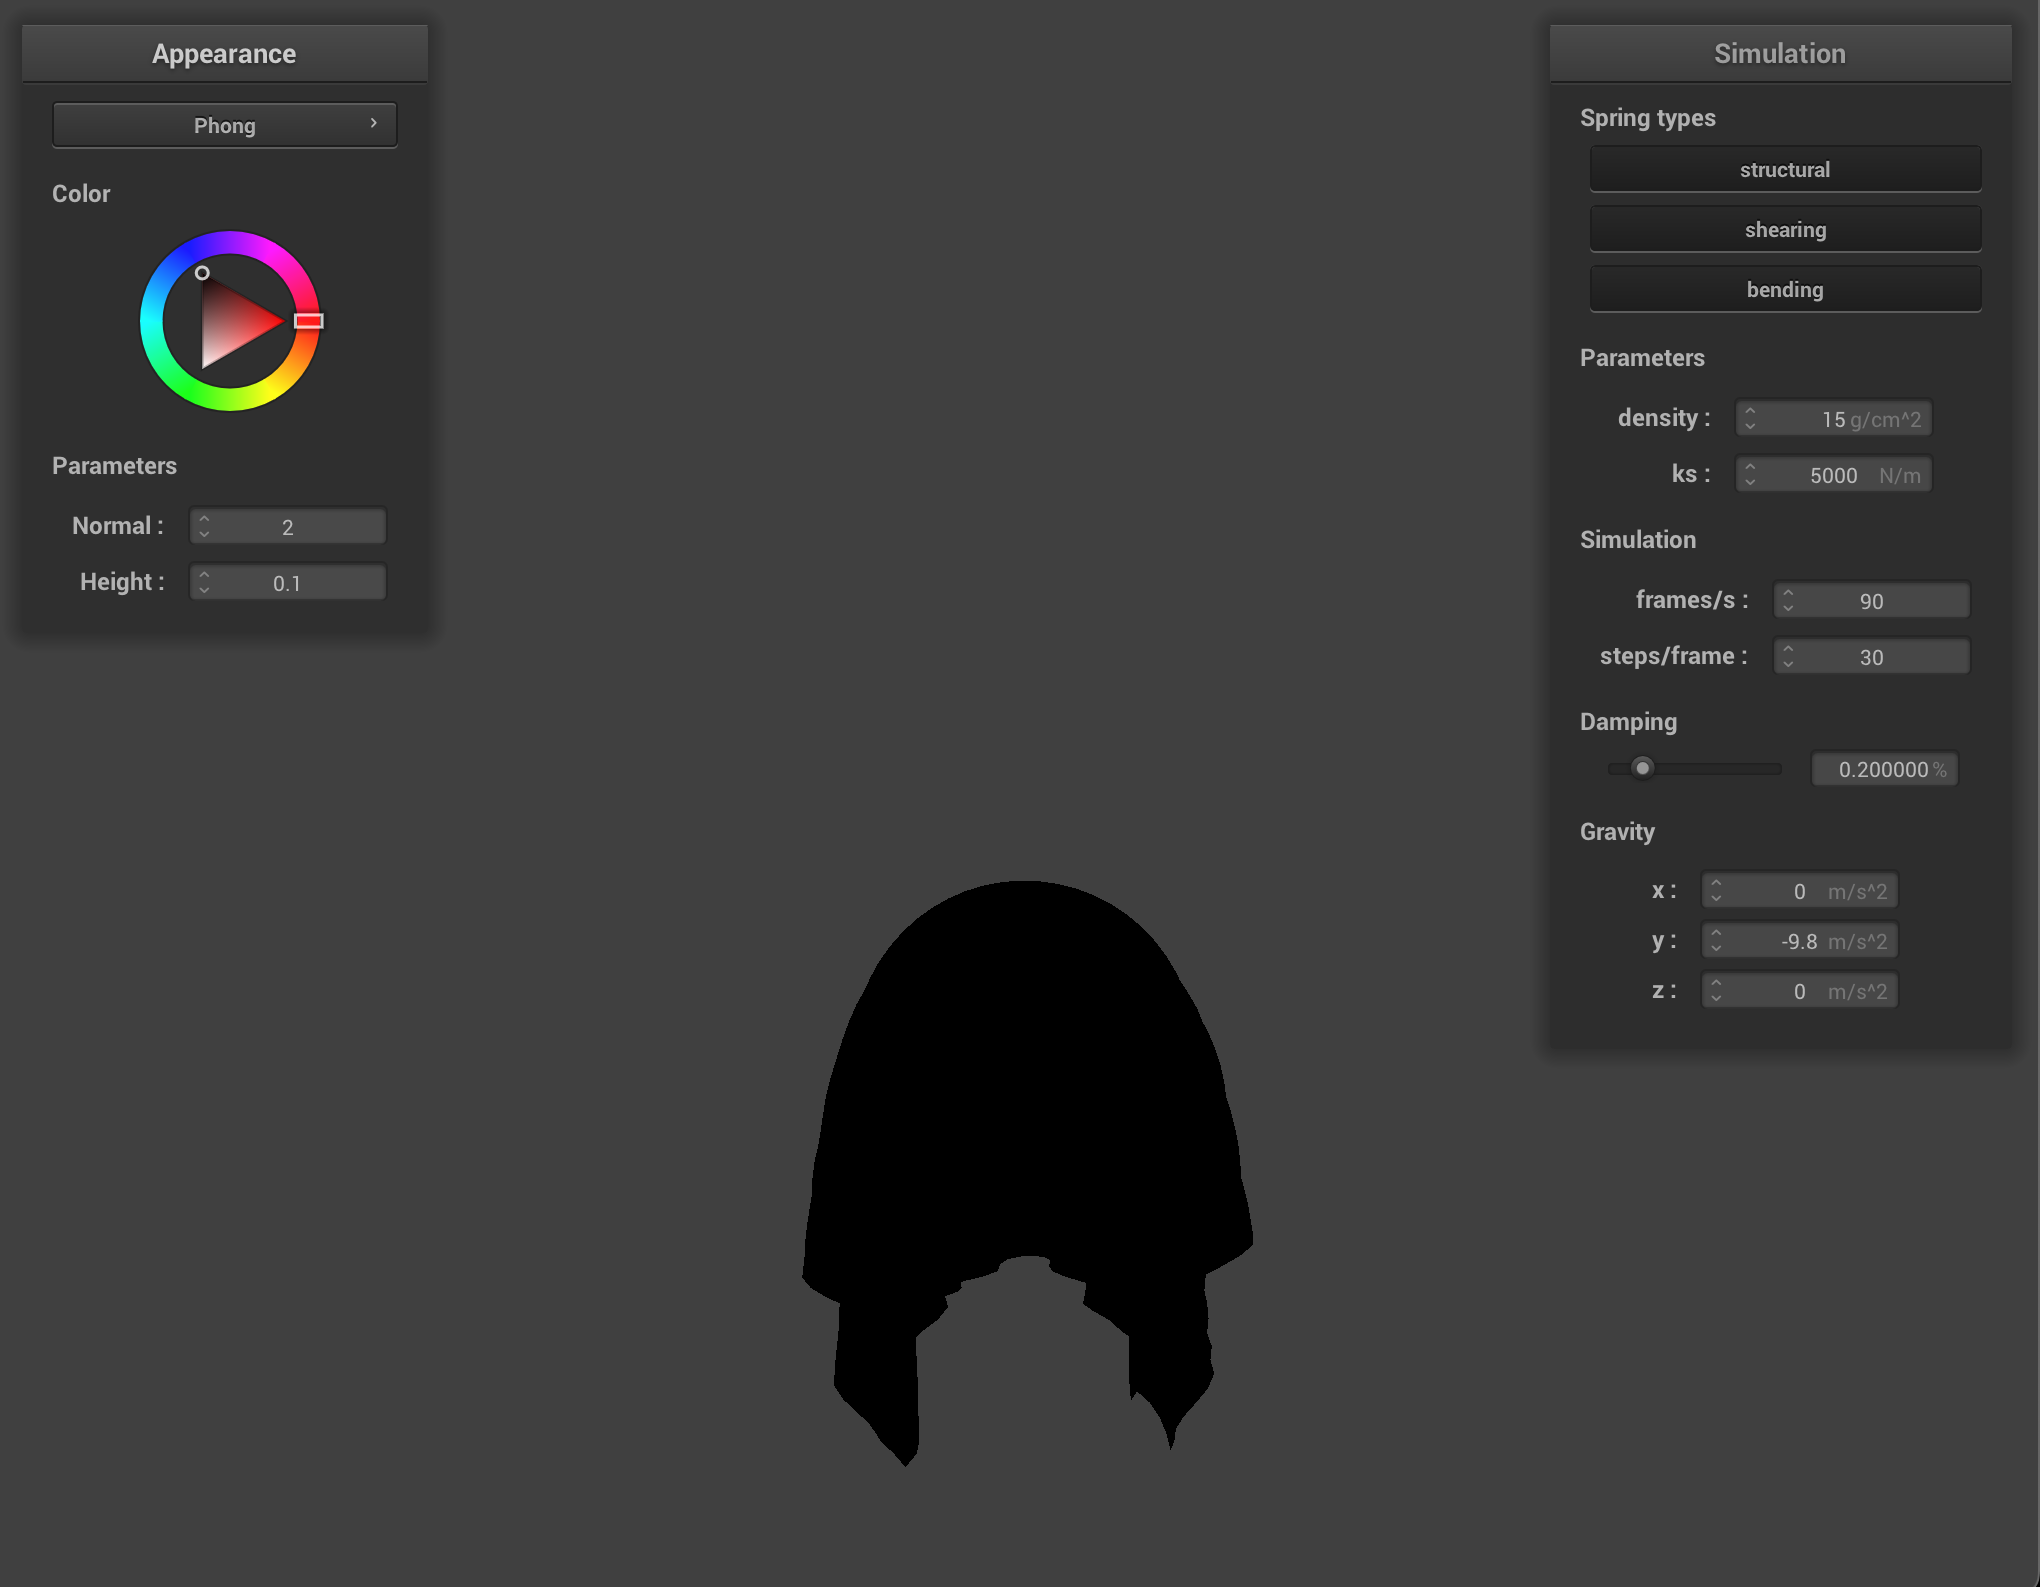 Appearance
Phong
Color
Parameters
Normal : 2
Height : 0.1
Simulation
Spring types
structural
shearing
bending
Parameters
density : 15 g/cm^2
ks : 5000 N/m
Simulation
frames/s : 90
steps/frame : 30
Damping
0.200000 %
Gravity
x : 0 m/s^2
y : -9.8 m/s^2
z : 0 m/s^2